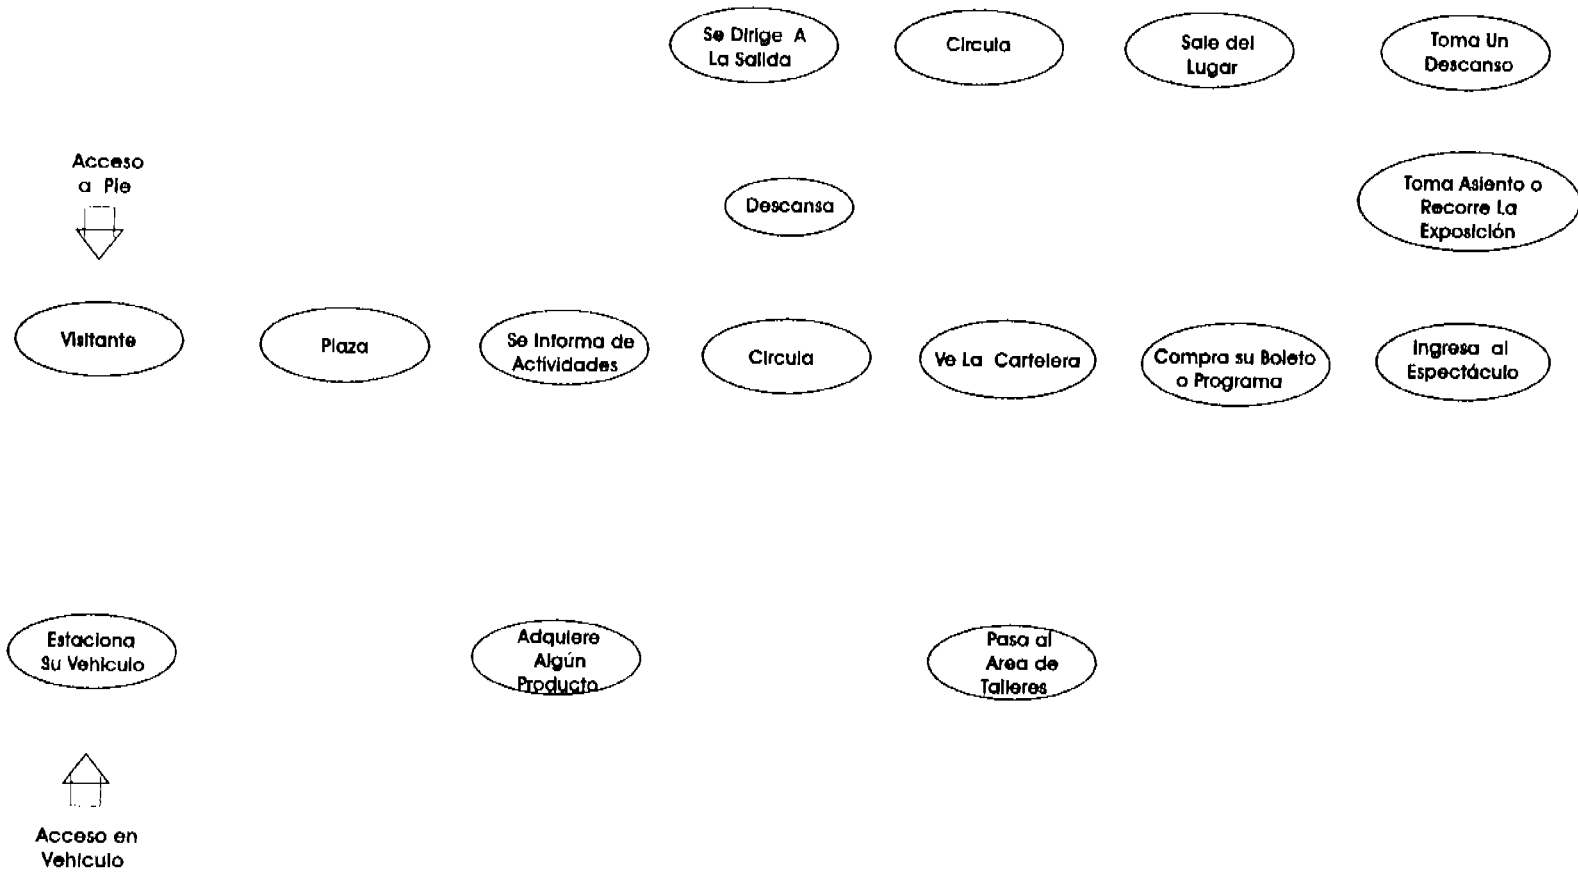 Se Dirige A
La Salida
Circula
Sale del
Lugar
Toma Un
Descanso
Acceso
a Pie
Descansa
Toma Asiento o
Recorre La
Exposición
Visitante
Plaza
Se Informa de
Actividades
Circula
Ve La Cartelera
Compra su Boleto
o Programa
Ingresa al
Espectáculo
Estaciona
Su Vehiculo
Adquiere
Algún
Producto
Pasa al
Area de
Talleres
Acceso en
Vehiculo